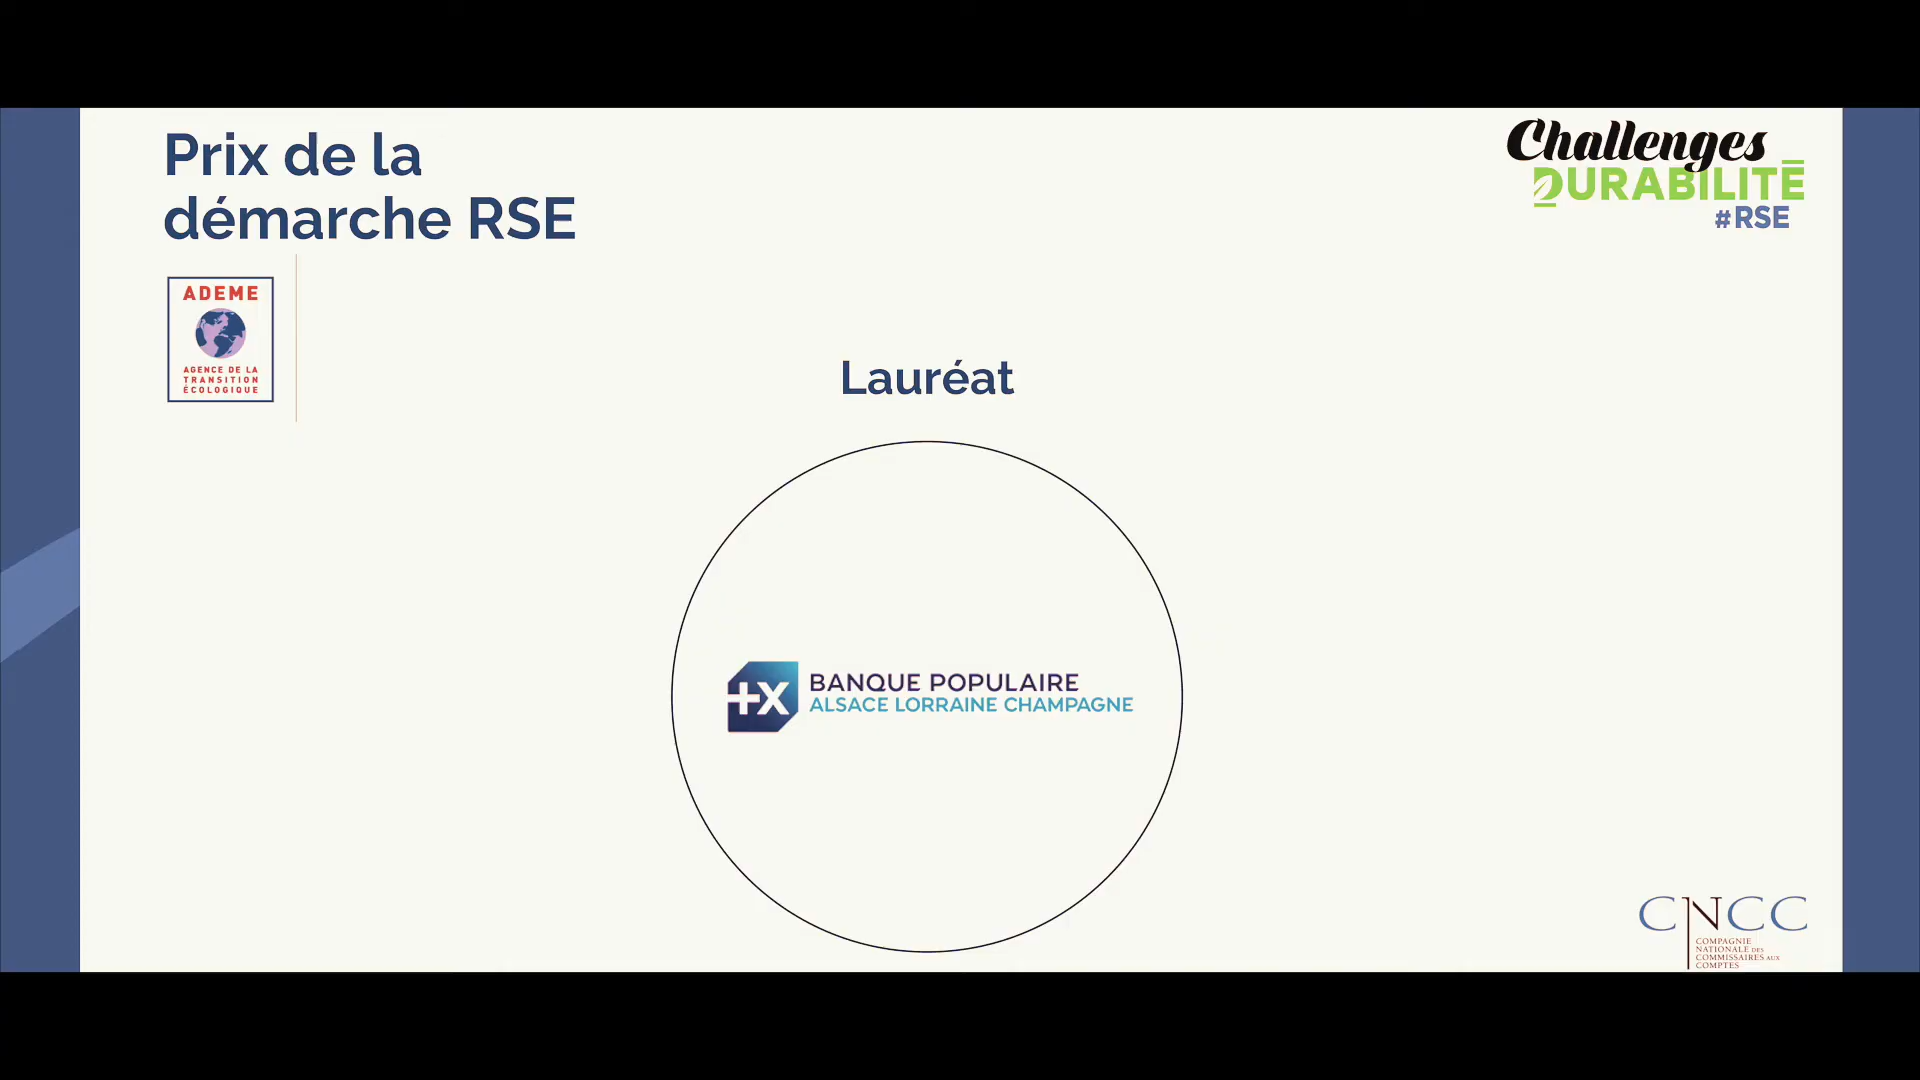 Prix de la
démarche RSE
Challenges
DURABILITÉ
#RSE
ADEME
AGENCE DE LA
TRANSITION
ÉCOLOGIQUE
Lauréat
+X
BANQUE POPULAIRE
ALSACE LORRAINE CHAMPAGNE
CNCC
COMPAGNIE
NATIONALE DES
COMMISSAIRES AUX
COMPTES